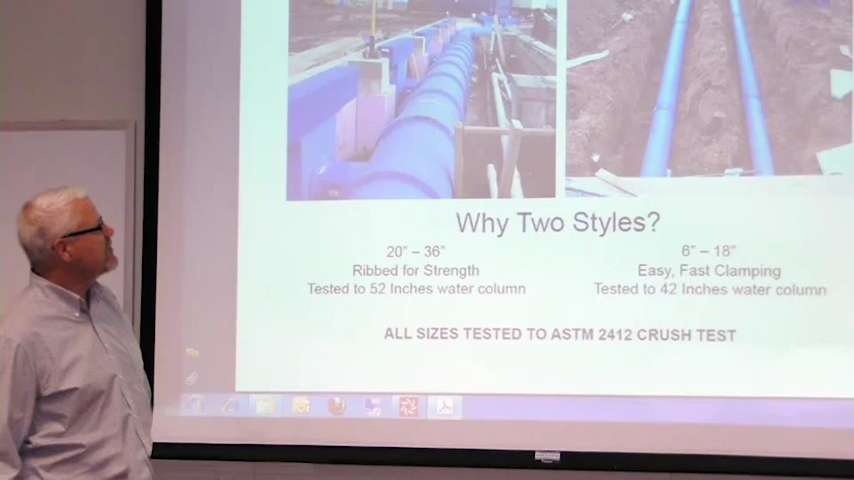 Why Two Styles?
20" – 36"
Ribbed for Strength
Tested to 52 Inches water column
6" – 18"
Easy, Fast Clamping
Tested to 42 Inches water column
ALL SIZES TESTED TO ASTM 2412 CRUSH TEST